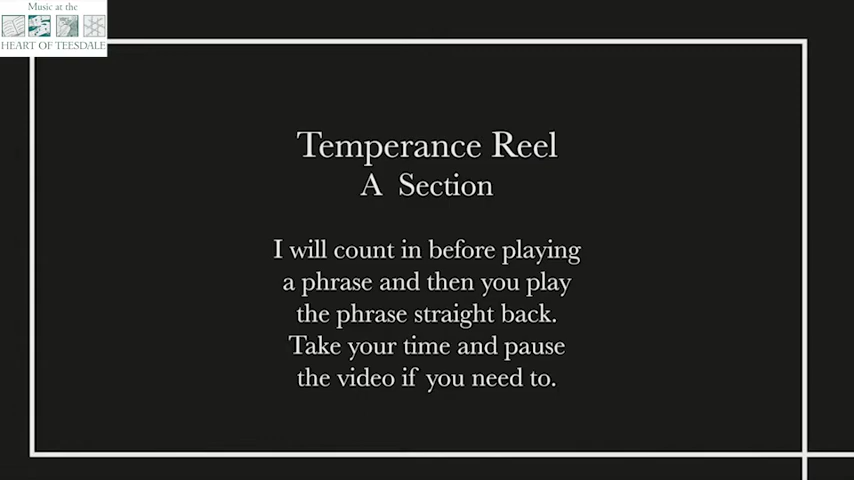 Music at the
HEART OF TEESDALE
Temperance Reel
A Section
I will count in before playing
a phrase and then you play
the phrase straight back.
Take your time and pause
the video if you need to.